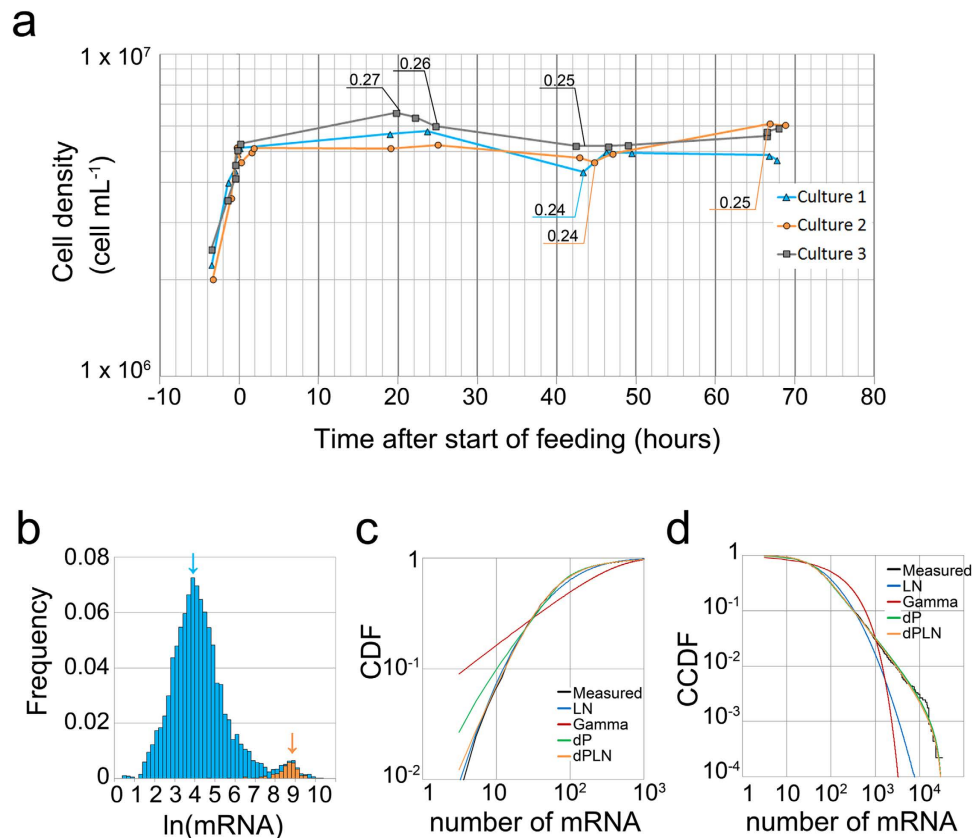 a
1 x 10⁷
1 x 10⁶
Cell density
(cell mL⁻¹)
0.27
0.26
0.25
0.24
0.24
0.25
Culture 1
Culture 2
Culture 3
-10 0 10 20 30 40 50 60 70 80
Time after start of feeding (hours)
b
Frequency
0.08
0.06
0.04
0.02
0
0 1 2 3 4 5 6 7 8 9 10
ln(mRNA)
c
CDF
1
10⁻¹
10⁻²
Measured
LN
Gamma
dP
dPLN
1 10 10² 10³
number of mRNA
d
CCDF
1
10⁻¹
10⁻²
10⁻³
10⁻⁴
Measured
LN
Gamma
dP
dPLN
1 10² 10³ 10⁴
number of mRNA